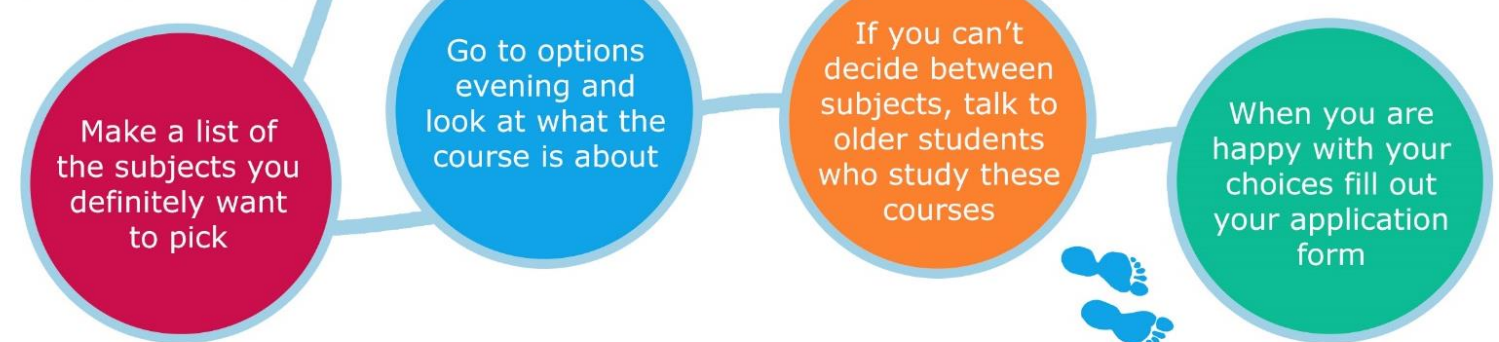 Make a list of
the subjects you
definitely want
to pick
Go to options
evening and
look at what the
course is about
If you can't
decide between
subjects, talk to
older students
who study these
courses
When you are
happy with your
choices fill out
your application
form